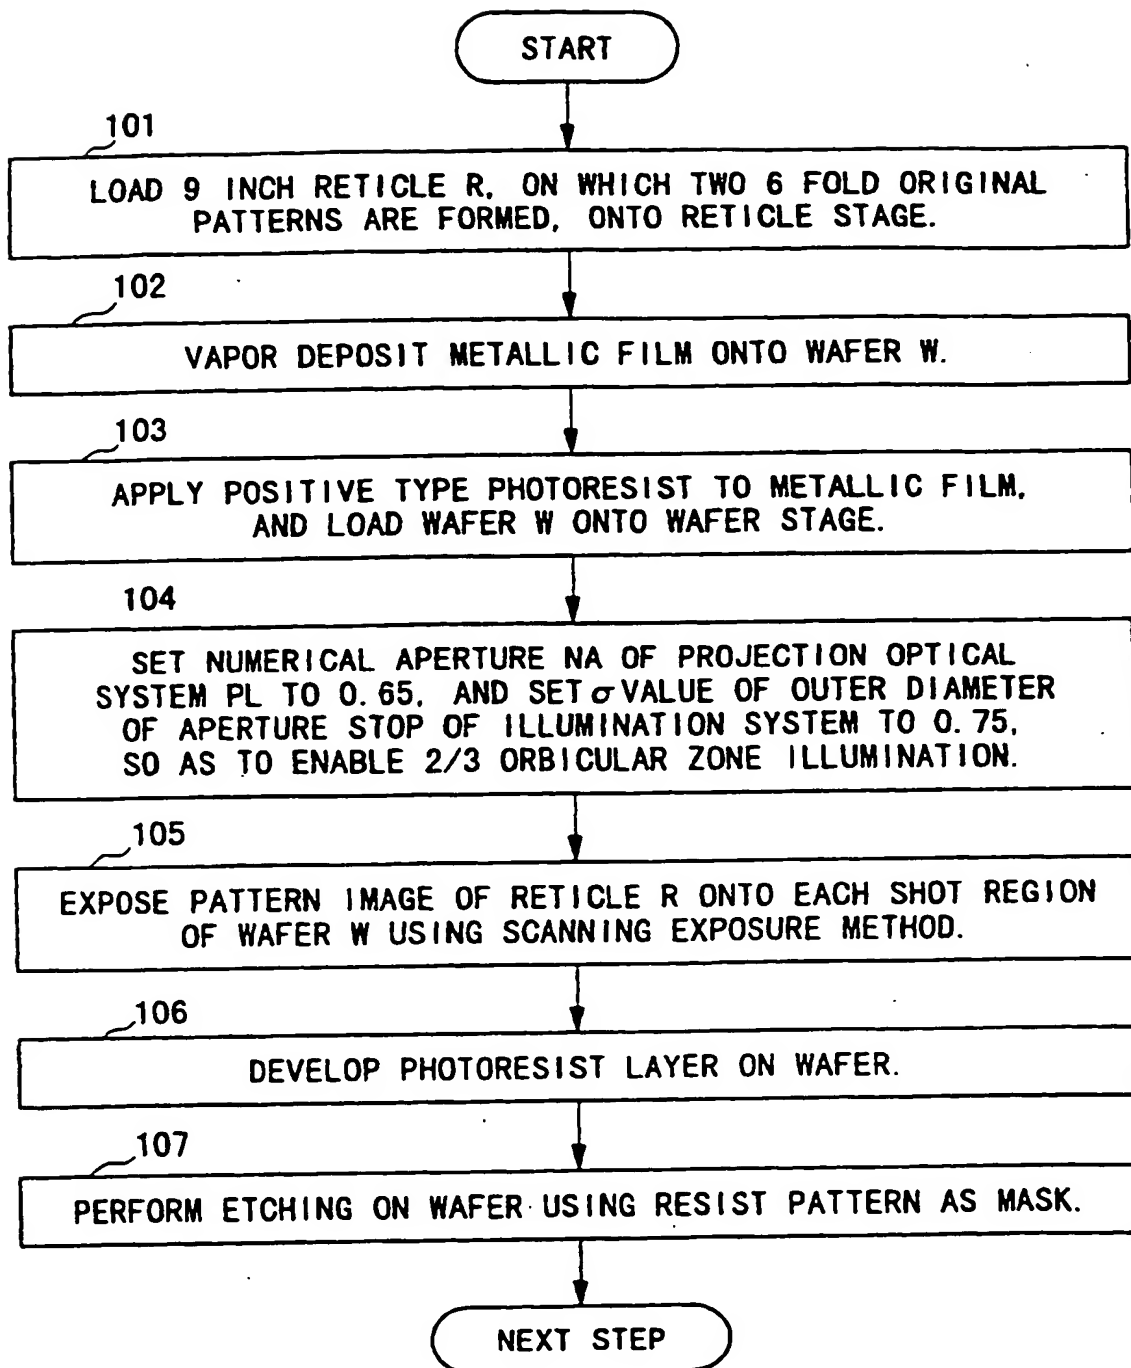 START
101
LOAD 9 INCH RETICLE R, ON WHICH TWO 6 FOLD ORIGINAL
PATTERNS ARE FORMED, ONTO RETICLE STAGE.
102
VAPOR DEPOSIT METALLIC FILM ONTO WAFER W.
103
APPLY POSITIVE TYPE PHOTORESIST TO METALLIC FILM,
AND LOAD WAFER W ONTO WAFER STAGE.
104
SET NUMERICAL APERTURE NA OF PROJECTION OPTICAL
SYSTEM PL TO 0.65, AND SET σ VALUE OF OUTER DIAMETER
OF APERTURE STOP OF ILLUMINATION SYSTEM TO 0.75,
SO AS TO ENABLE 2/3 ORBICULAR ZONE ILLUMINATION.
105
EXPOSE PATTERN IMAGE OF RETICLE R ONTO EACH SHOT REGION
OF WAFER W USING SCANNING EXPOSURE METHOD.
106
DEVELOP PHOTORESIST LAYER ON WAFER.
107
PERFORM ETCHING ON WAFER USING RESIST PATTERN AS MASK.
NEXT STEP